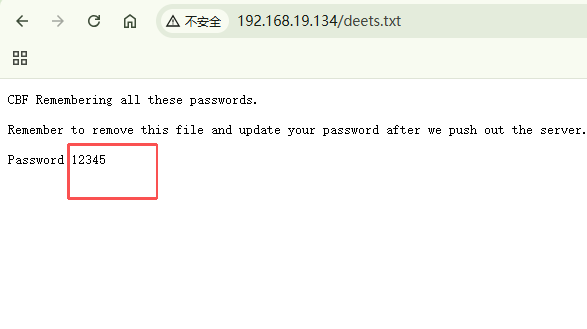 不安全 192.168.19.134/deets.txt
CBF Remembering all these passwords.
Remember to remove this file and update your password after we push out the server.
Password 12345